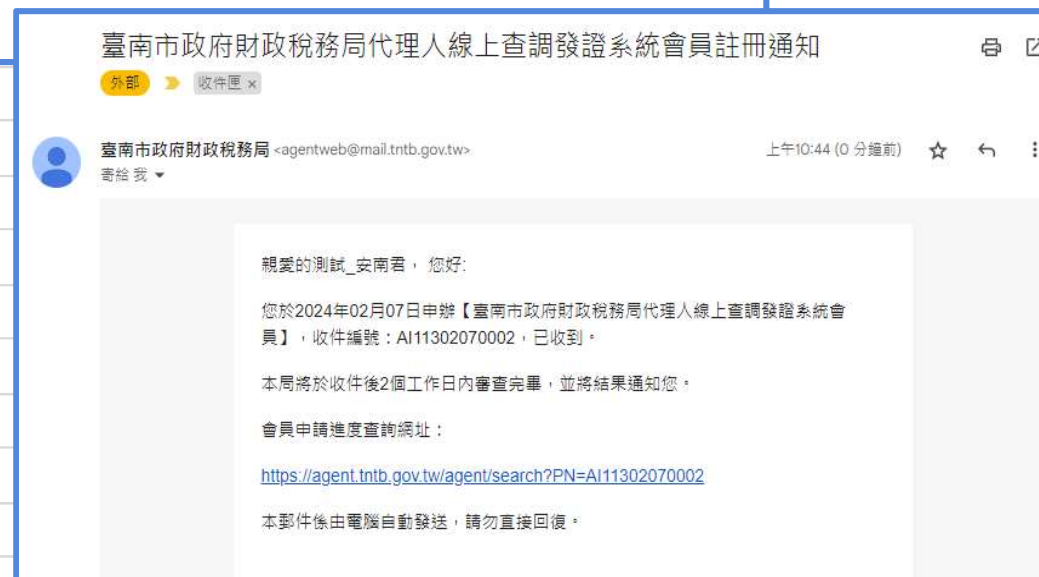 臺南市政府財政稅務局代理人線上查調發證系統會員註冊通知
外部 收件匣 ×
臺南市政府財政稅務局 <agentweb@mail.tntb.gov.tw> 上午10:44 (0 分鐘前)
寄給 我
親愛的測試_安南君， 您好:
您於2024年02月07日申辦【臺南市政府財政稅務局代理人線上查調發證系統會
員】，收件編號：AI11302070002，已收到。
本局將於收件後2個工作日內審查完畢，並將結果通知您。
會員申請進度查詢網址：
https://agent.tntb.gov.tw/agent/search?PN=AI11302070002
本郵件係由電腦自動發送，請勿直接回復。